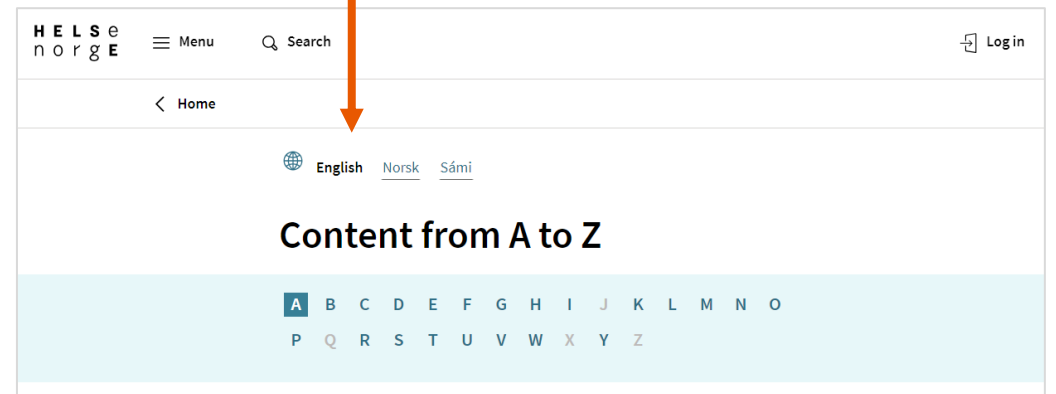 HELSe
norgE
Menu
Search
Log in
Home
English Norsk Sámi
Content from A to Z
A B C D E F G H I J K L M N O
P Q R S T U V W X Y Z